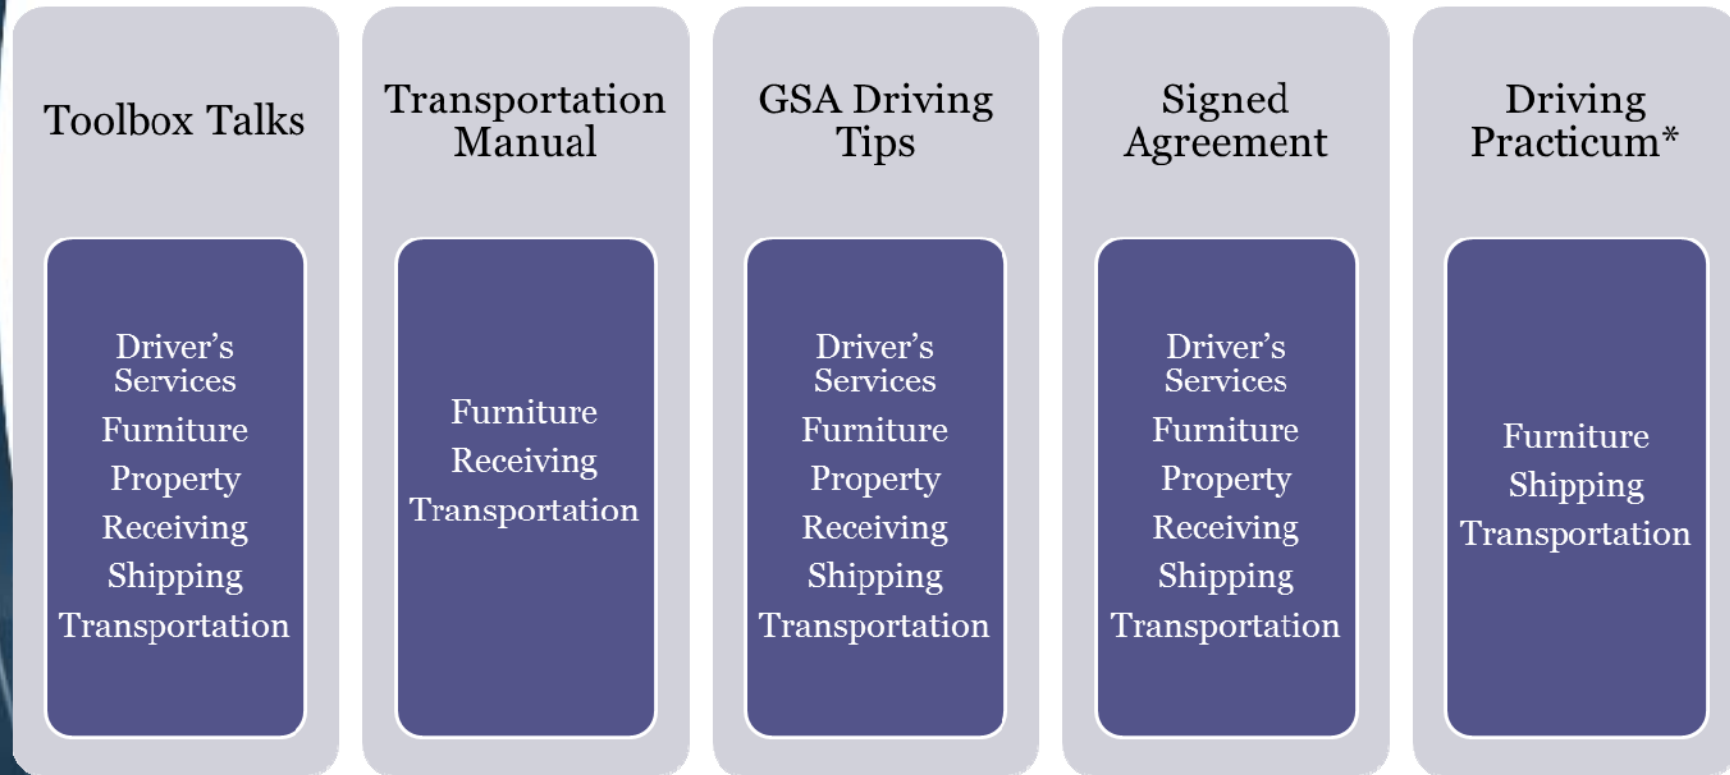 Toolbox Talks
Driver’s
Services
Furniture
Property
Receiving
Shipping
Transportation
Transportation
Manual
Furniture
Receiving
Transportation
GSA Driving
Tips
Driver’s
Services
Furniture
Property
Receiving
Shipping
Transportation
Signed
Agreement
Driver’s
Services
Furniture
Property
Receiving
Shipping
Transportation
Driving
Practicum*
Furniture
Shipping
Transportation